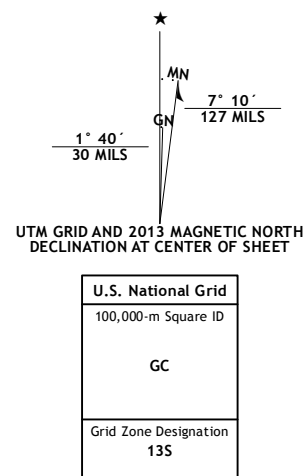 ★
MN
7° 10´
127 MILS
GN
1° 40´
30 MILS
UTM GRID AND 2013 MAGNETIC NORTH
DECLINATION AT CENTER OF SHEET
U.S. National Grid
100,000-m Square ID
GC
Grid Zone Designation
13S